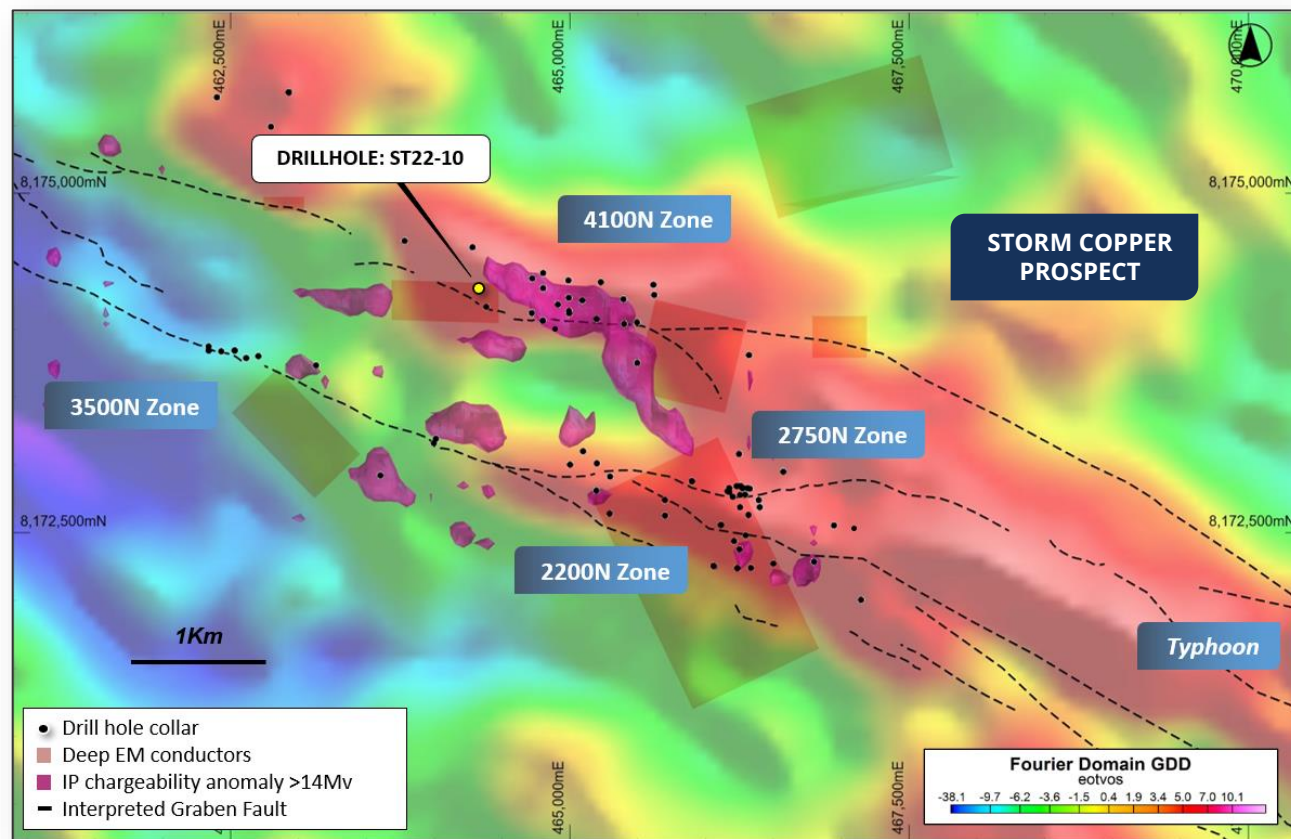 462,500mE
465,000mE
467,500mE
470,000mE
DRILLHOLE: ST22-10
8,175,000mN
8,175,000mN
4100N Zone
STORM COPPER
PROSPECT
3500N Zone
2750N Zone
8,172,500mN
8,172,500mN
2200N Zone
1Km
Typhoon
Drill hole collar
Deep EM conductors
IP chargeability anomaly >14Mv
Interpreted Graben Fault
465,000mE
467,500mE
Fourier Domain GDD
eotvos
-38.1 -9.7 -6.2 -3.6 -1.5 0.4 1.9 3.4 5.0 7.0 10.1